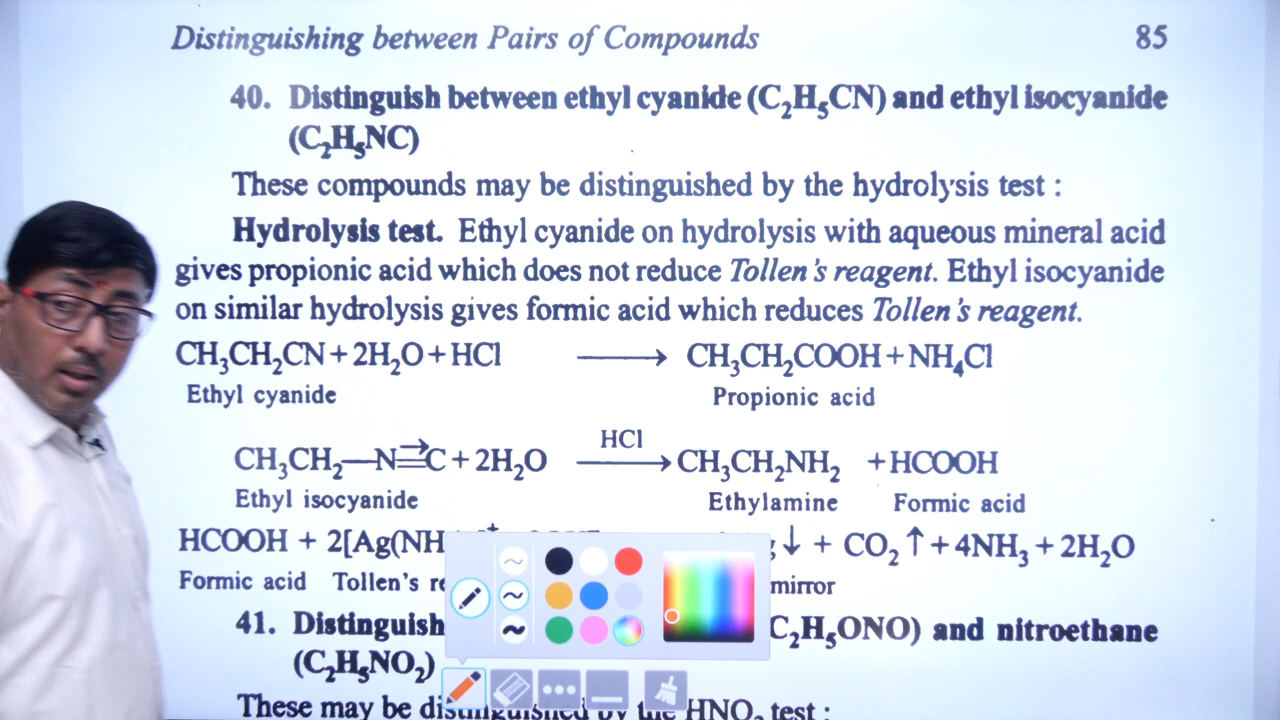 Distinguishing between Pairs of Compounds 85
40. Distinguish between ethyl cyanide (C₂H₅CN) and ethyl isocyanide
(C₂H₅NC)
These compounds may be distinguished by the hydrolysis test :
Hydrolysis test. Ethyl cyanide on hydrolysis with aqueous mineral acid
gives propionic acid which does not reduce Tollen's reagent. Ethyl isocyanide
on similar hydrolysis gives formic acid which reduces Tollen's reagent.
CH₃CH₂CN + 2H₂O + HCl ⟶ CH₃CH₂COOH + NH₄Cl
Ethyl cyanide Propionic acid
HCl
CH₃CH₂—N⇶C + 2H₂O ⟶ CH₃CH₂NH₂ + HCOOH
Ethyl isocyanide Ethylamine Formic acid
HCOOH + 2[Ag(NH ↓ + CO₂ ↑ + 4NH₃ + 2H₂O
Formic acid Tollen's re mirror
41. Distinguish C₂H₅ONO) and nitroethane
(C₂H₅NO₂)
These may be distinguished by the HNO₂ test :